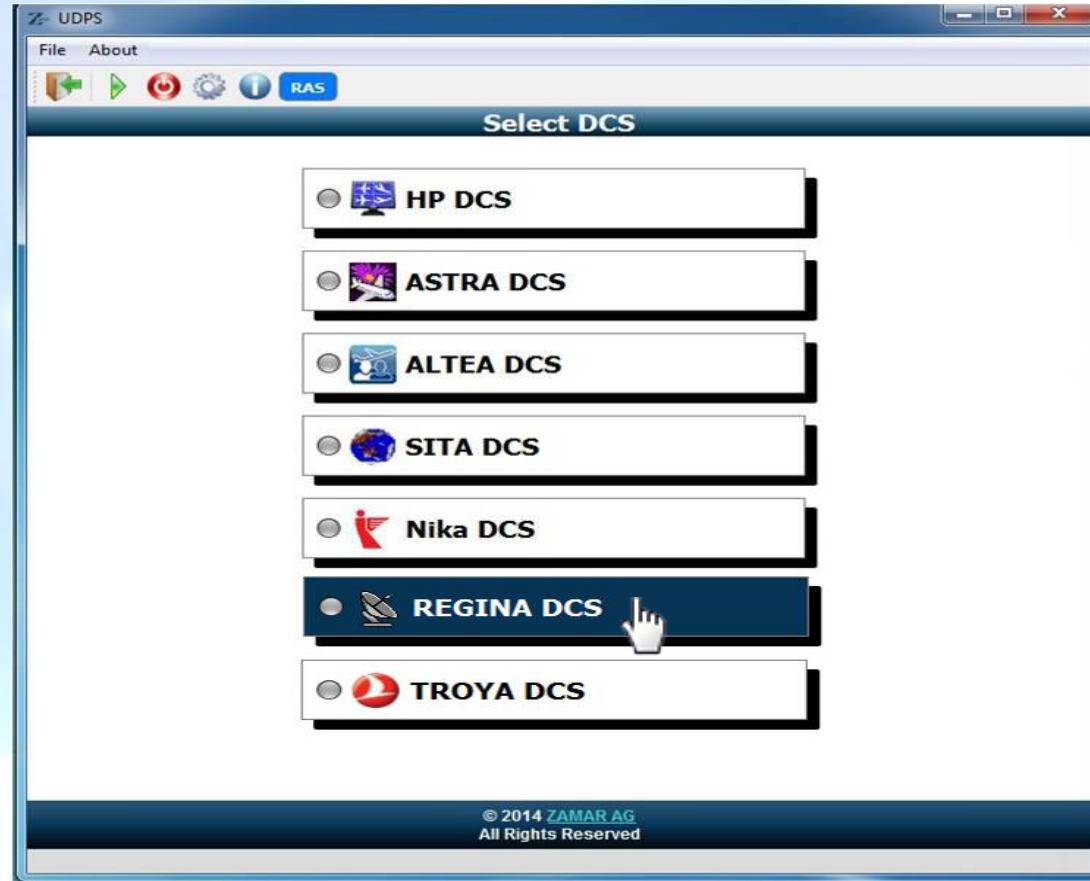 UDPS
File About
RAS
Select DCS
HP DCS
ASTRA DCS
ALTEA DCS
SITA DCS
Nika DCS
REGINA DCS
TROYA DCS
© 2014 ZAMAR AG
All Rights Reserved